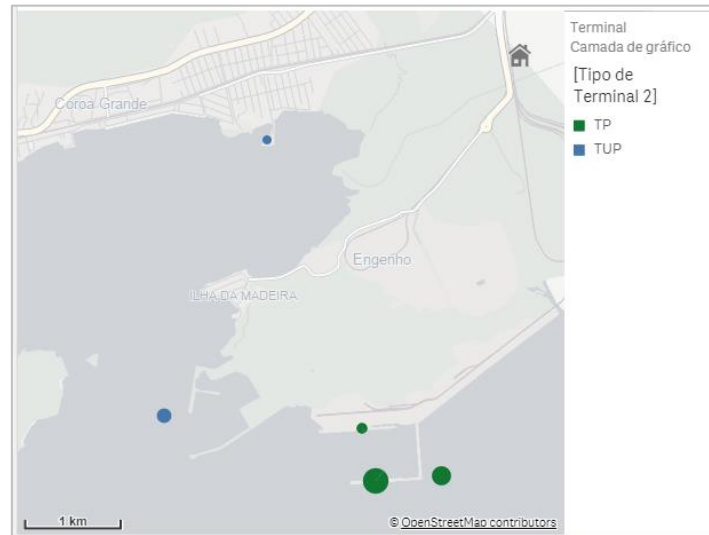 Terminal
Camada de gráfico
[Tipo de
Terminal 2]
TP
TUP
Coroa Grande
Engenho
ILHA DA MADEIRA
1 km
© OpenStreetMap contributors